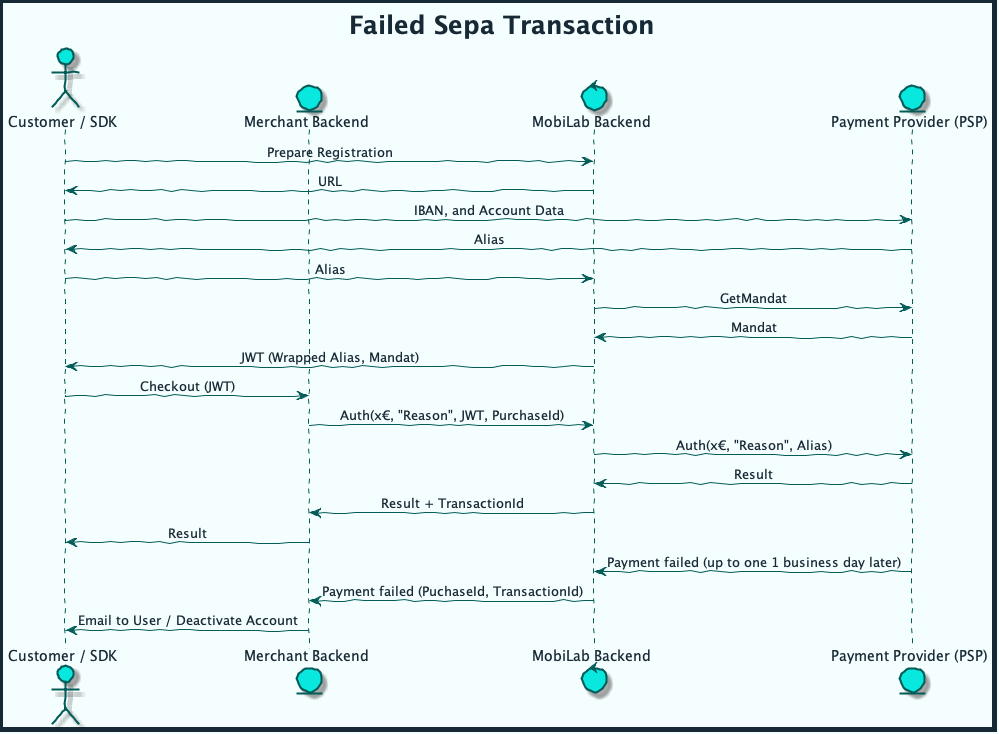 Failed Sepa Transaction
Customer / SDK
Merchant Backend
MobiLab Backend
Payment Provider (PSP)
Prepare Registration
URL
IBAN, and Account Data
Alias
Alias
GetMandat
Mandat
JWT (Wrapped Alias, Mandat)
Checkout (JWT)
Auth(x€, "Reason", JWT, PurchaseId)
Auth(x€, "Reason", Alias)
Result
Result + TransactionId
Result
Payment failed (up to one 1 business day later)
Payment failed (PuchaseId, TransactionId)
Email to User / Deactivate Account
Customer / SDK
Merchant Backend
MobiLab Backend
Payment Provider (PSP)